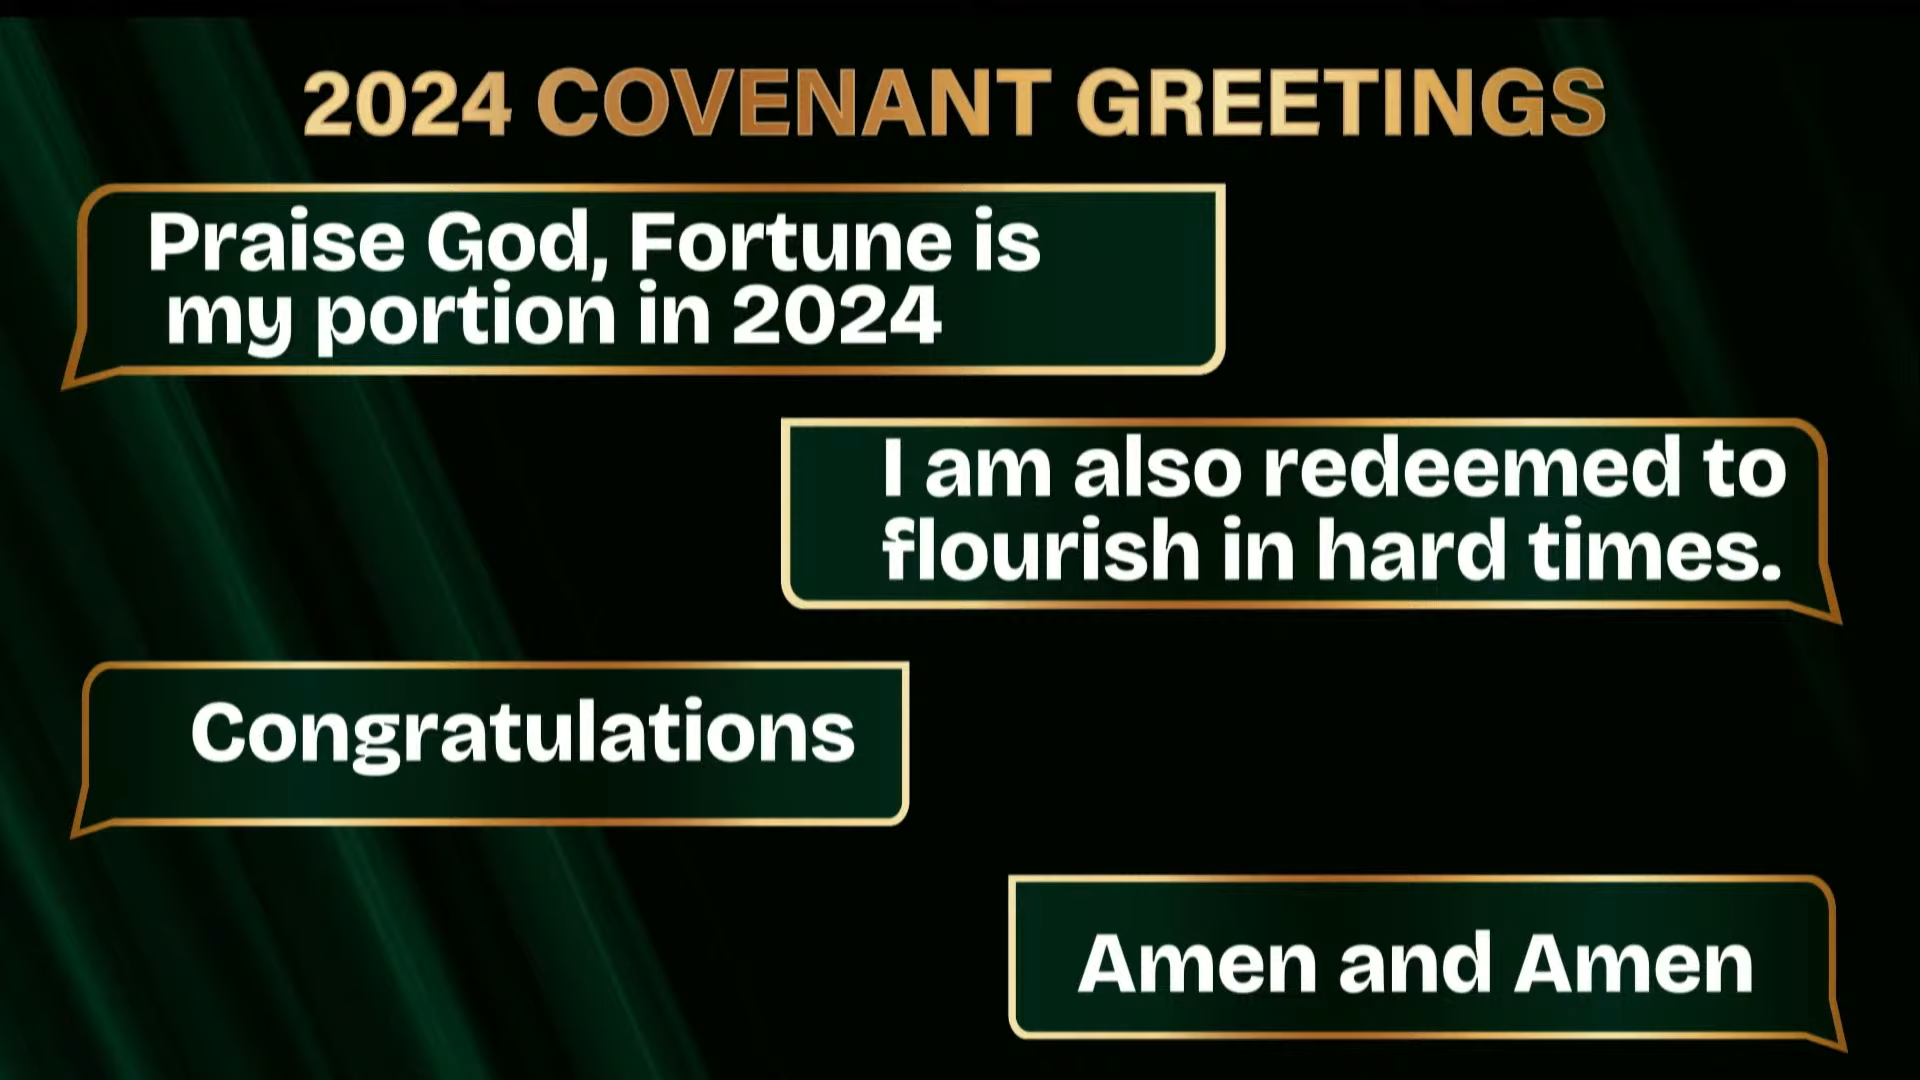 2024 COVENANT GREETINGS
Praise God, Fortune is
my portion in 2024
I am also redeemed to
flourish in hard times.
Congratulations
Amen and Amen